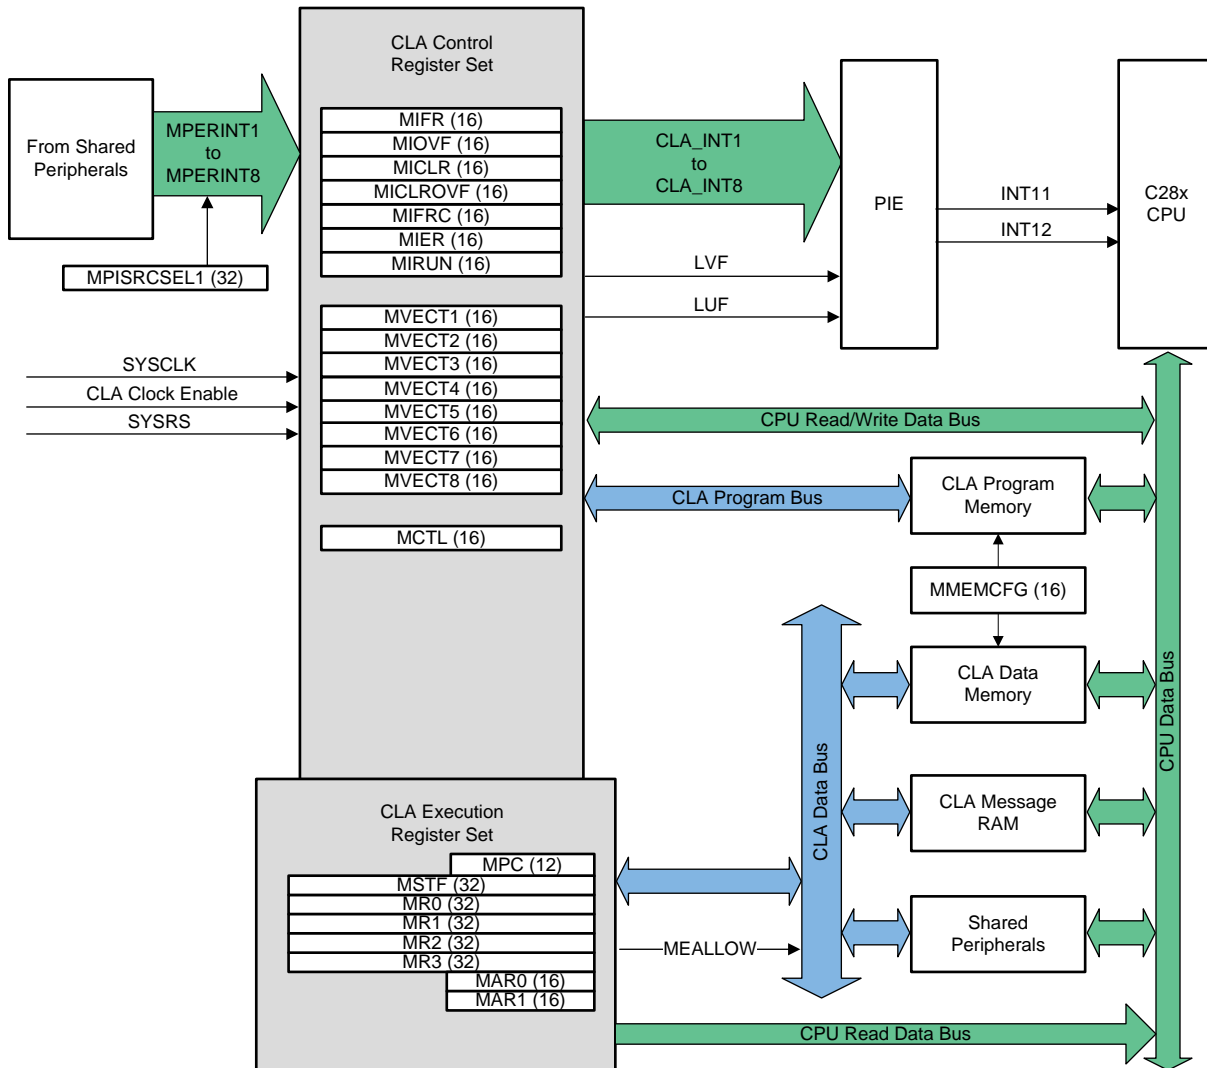 CLA Control
Register Set
From Shared
Peripherals
MPERINT1
to
MPERINT8
MPISRCSEL1 (32)
SYSCLK
CLA Clock Enable
SYSRS
MIFR (16)
MIOVF (16)
MICLR (16)
MICLROVF (16)
MIFRC (16)
MIER (16)
MIRUN (16)
MVECT1 (16)
MVECT2 (16)
MVECT3 (16)
MVECT4 (16)
MVECT5 (16)
MVECT6 (16)
MVECT7 (16)
MVECT8 (16)
MCTL (16)
CLA_INT1
to
CLA_INT8
LVF
LUF
PIE
INT11
INT12
C28x
CPU
CPU Read/Write Data Bus
CLA Program Bus
CLA Program
Memory
MMEMCFG (16)
CLA Data
Memory
CLA Message
RAM
Shared
Peripherals
CLA Data Bus
CPU Data Bus
CLA Execution
Register Set
MPC (12)
MSTF (32)
MR0 (32)
MR1 (32)
MR2 (32)
MR3 (32)
MAR0 (16)
MAR1 (16)
MEALLOW
CPU Read Data Bus